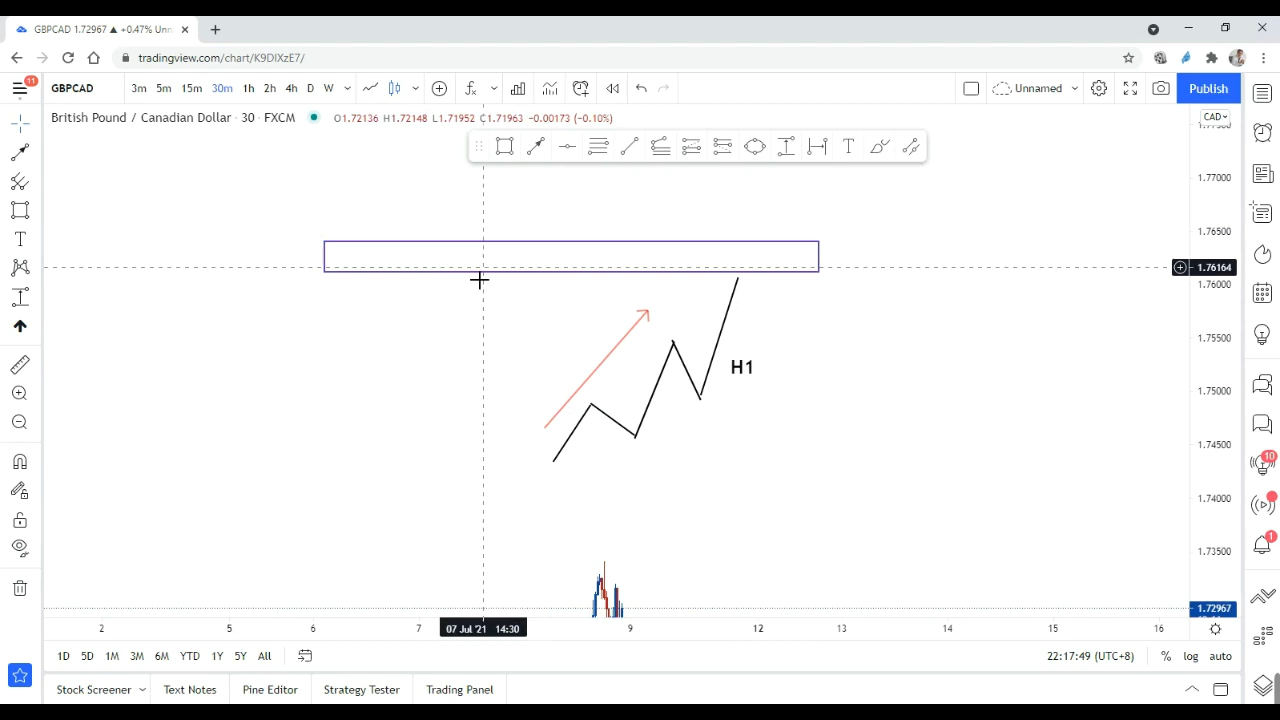 GBPCAD 1.72967 ▲ +0.47% Unn
tradingview.com/chart/K9DIXzE7/
11
GBPCAD 3m 5m 15m 30m 1h 2h 4h D W Unnamed Publish
British Pound / Canadian Dollar · 30 · FXCM O1.72136 H1.72148 L1.71952 C1.71963 −0.00173 (−0.10%)
CAD
1.77000
1.76500
1.76164
1.76000
1.75500
H1
1.75000
1.74500
10
1.74000
1.73500
1
1.72967
2 5 6 7 07 Jul '21 14:30 9 12 13 14 15 16
1D 5D 1M 3M 6M YTD 1Y 5Y All 22:17:49 (UTC+8) % log auto
Stock Screener Text Notes Pine Editor Strategy Tester Trading Panel